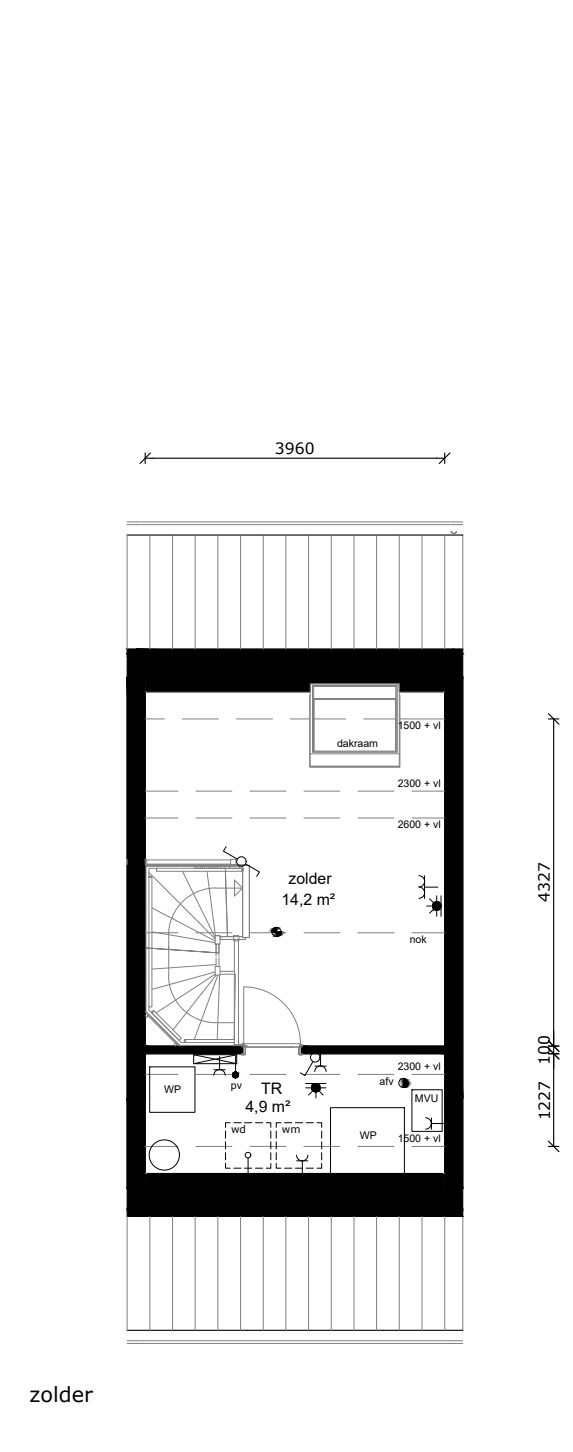 3960
1500 + vl
dakraam
2300 + vl
2600 + vl
zolder
14,2 m²
4327
nok
100
2300 + vl
WP
pv
TR
afv
4,9 m²
MVU
1227
wd
wm
WP
1500 + vl
zolder